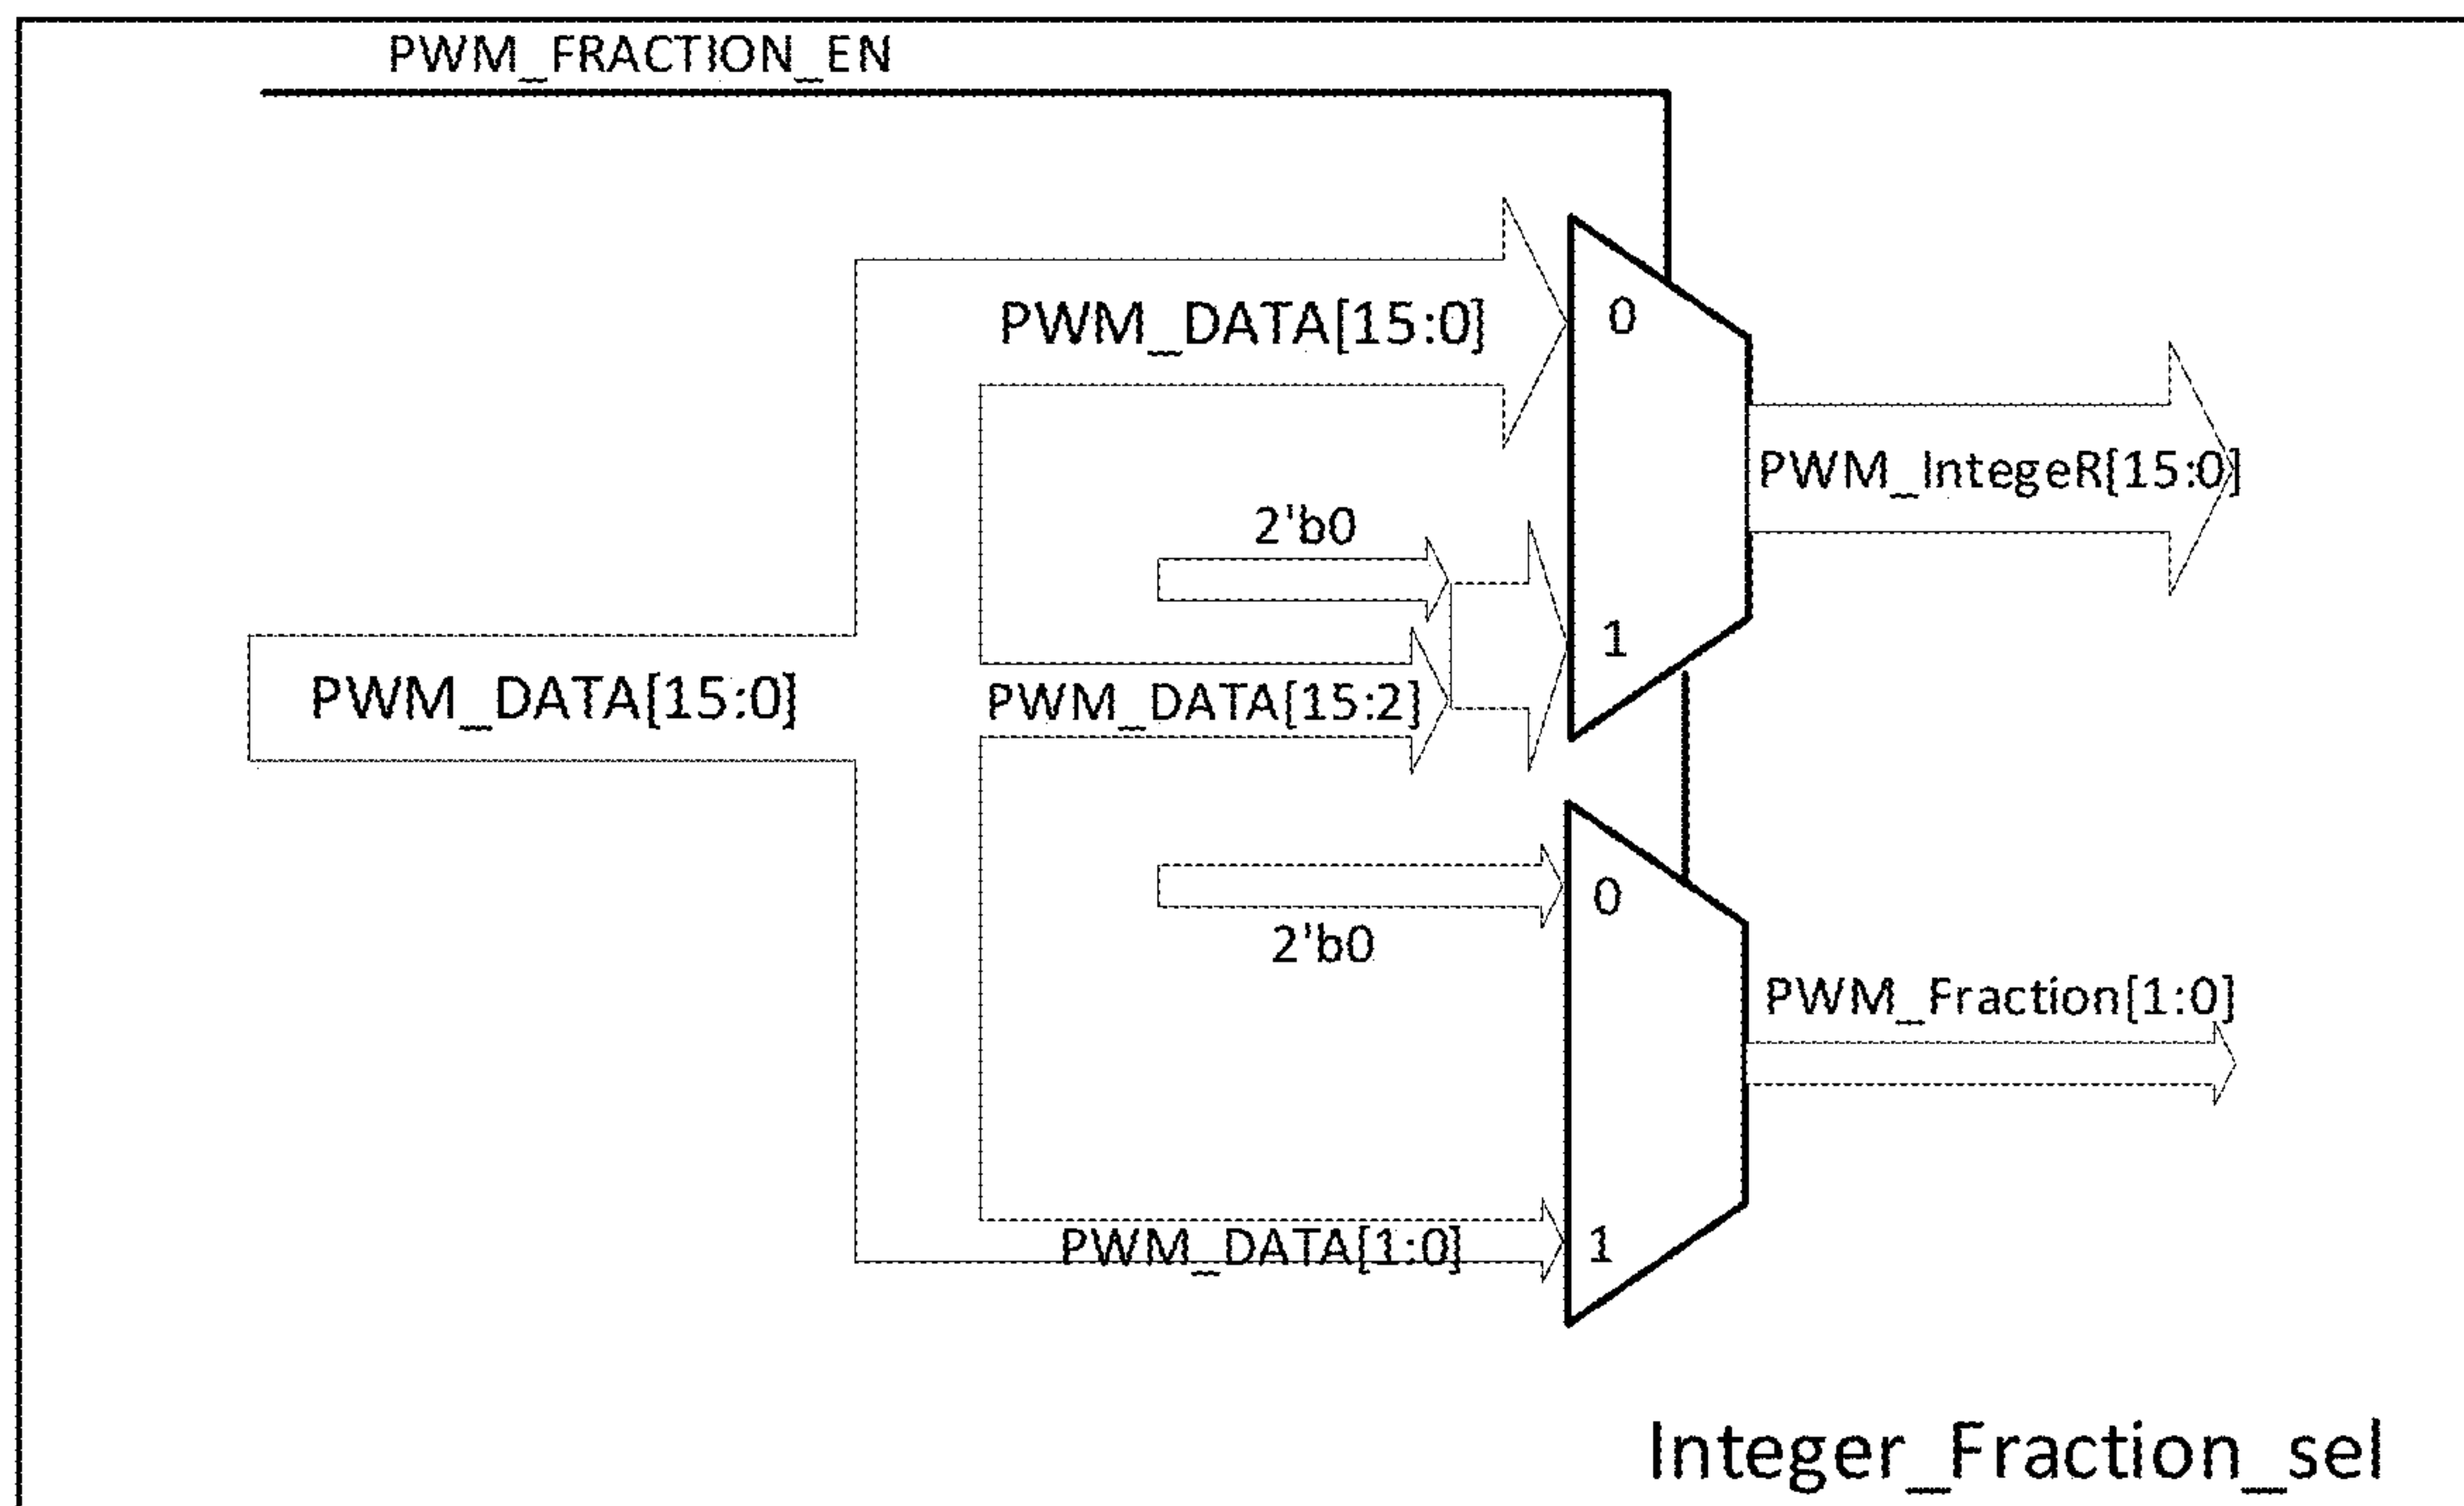 PWM_FRACTION_EN
PWM_DATA[15:0]
0
PWM_IntegeR[15:0]
2'b0
1
PWM_DATA[15:0]
PWM_DATA[15:2]
0
2'b0
PWM_Fraction[1:0]
PWM_DATA[1:0]
1
Integer_Fraction_sel